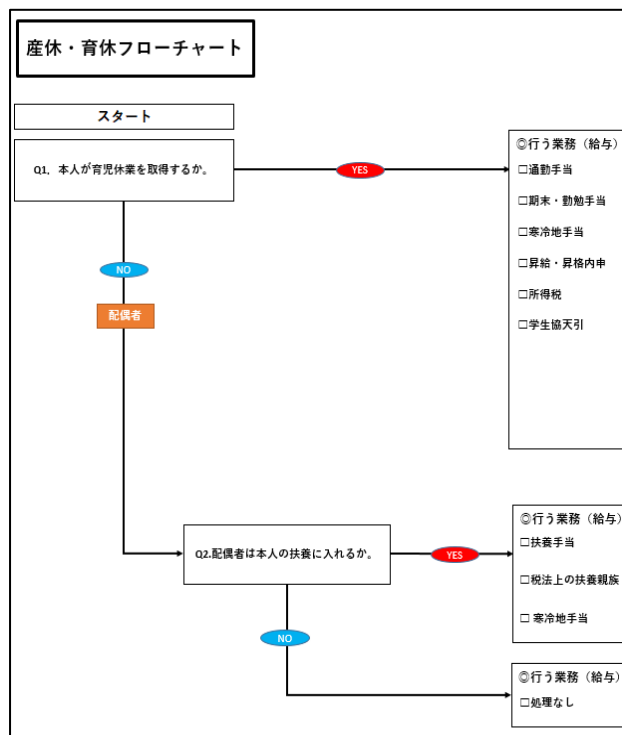 産休・育休フローチャート
スタート
Q1．本人が育児休業を取得するか。
YES
◎行う業務（給与）
□通勤手当
□期末・勤勉手当
□寒冷地手当
□昇給・昇格内申
□所得税
□学生協天引
NO
配偶者
Q2.配偶者は本人の扶養に入れるか。
YES
◎行う業務（給与）
□扶養手当
□税法上の扶養親族
□ 寒冷地手当
NO
◎行う業務（給与）
□処理なし